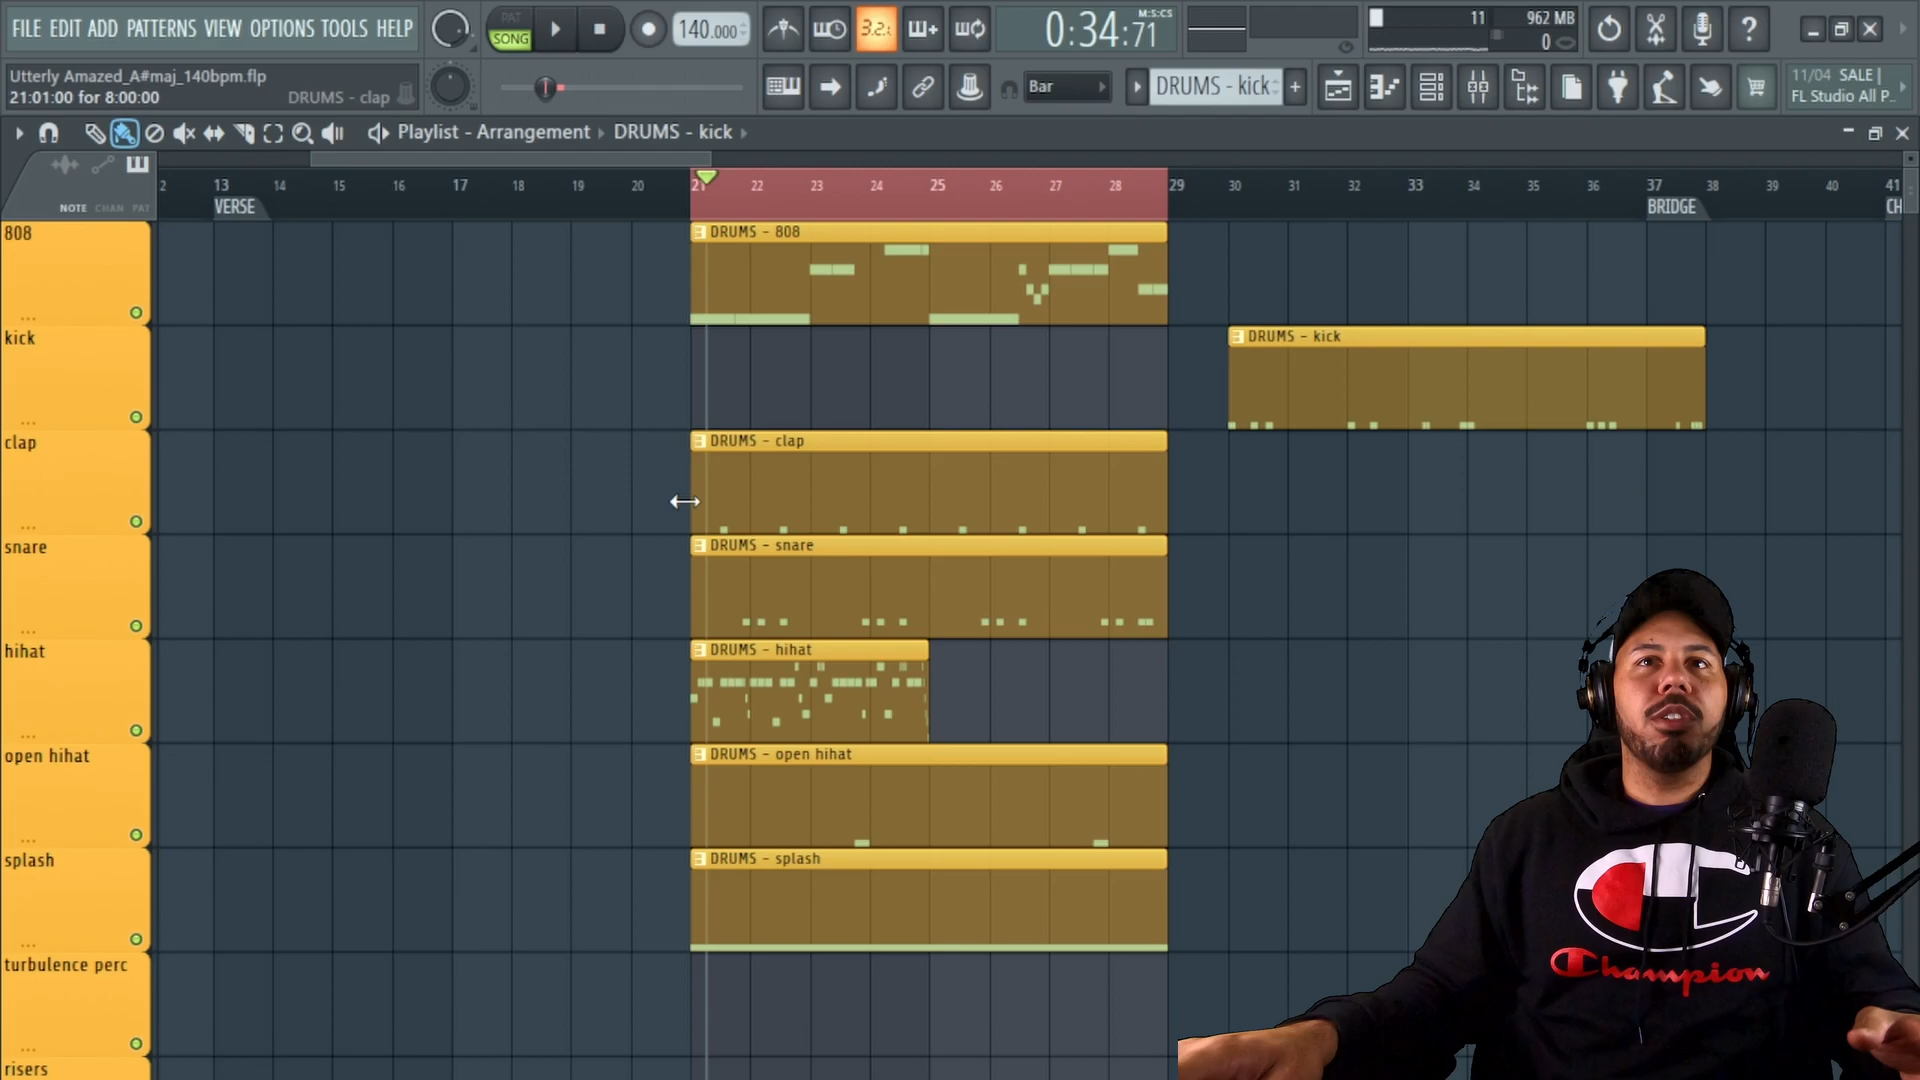 FILE EDIT ADD PATTERNS VIEW OPTIONS TOOLS HELP
PAT
SONG
140.000
3.2.
0:34:71
M:S:CS
11
962 MB
0
Utterly Amazed_A#maj_140bpm.flp
21:01:00 for 8:00:00
DRUMS - clap
Bar
DRUMS - kick
11/04 SALE |
FL Studio All P..
Playlist - Arrangement
DRUMS - kick
NOTE CHAN PAT
2 13 14 15 16 17 18 19 20 21 22 23 24 25 26 27 28 29 30 31 32 33 34 35 36 37 38 39 40 41
VERSE
BRIDGE
CH
808
DRUMS - 808
kick
DRUMS - kick
clap
DRUMS - clap
snare
DRUMS - snare
hihat
DRUMS - hihat
open hihat
DRUMS - open hihat
splash
DRUMS - splash
turbulence perc
risers
Champion